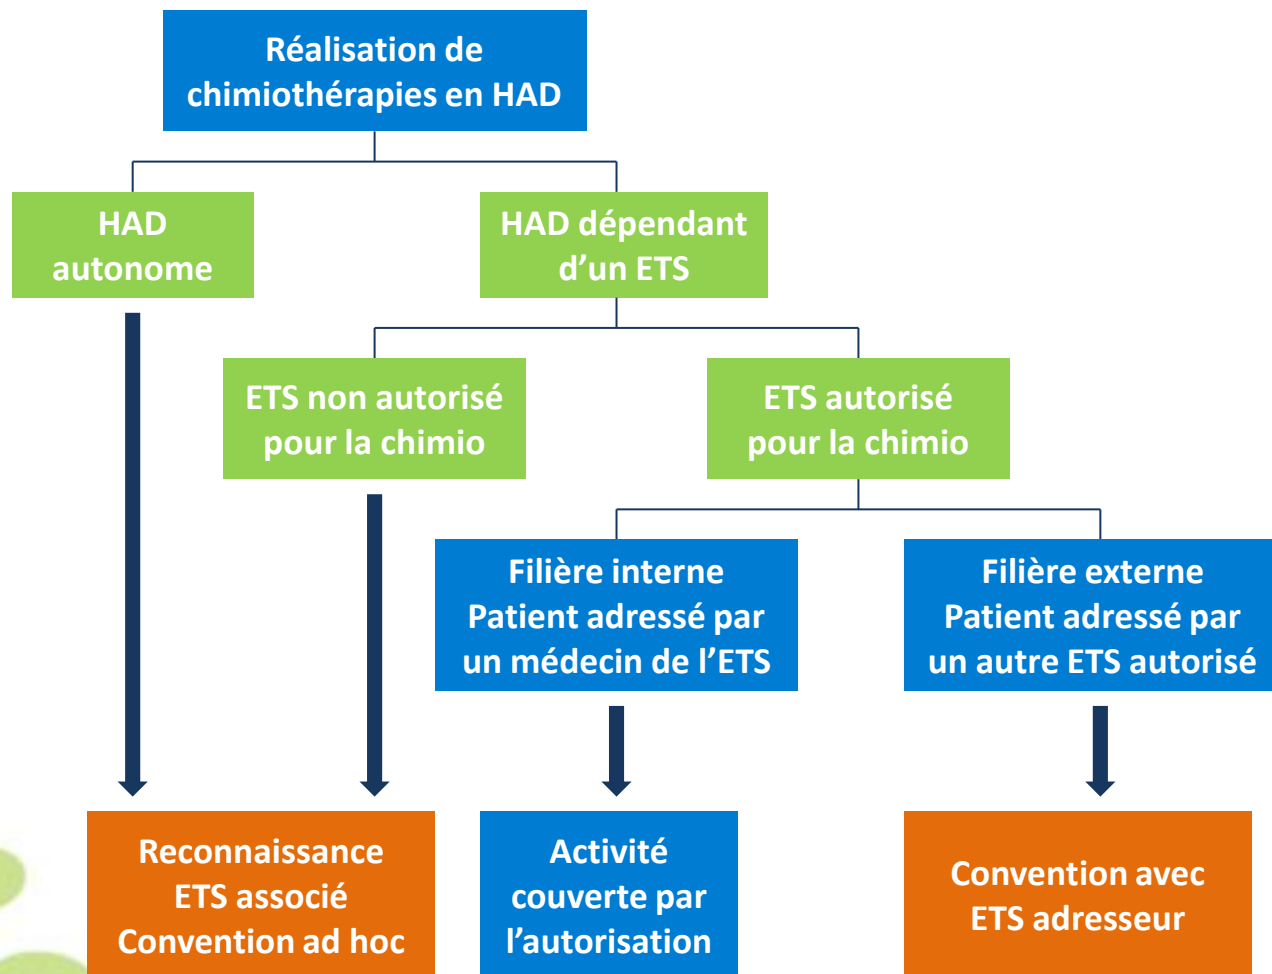 Réalisation de
chimiothérapies en HAD
HAD
autonome
HAD dépendant
d’un ETS
ETS non autorisé
pour la chimio
ETS autorisé
pour la chimio
Filière interne
Patient adressé par
un médecin de l’ETS
Filière externe
Patient adressé par
un autre ETS autorisé
Reconnaissance
ETS associé
Convention ad hoc
Activité
couverte par
l’autorisation
Convention avec
ETS adresseur